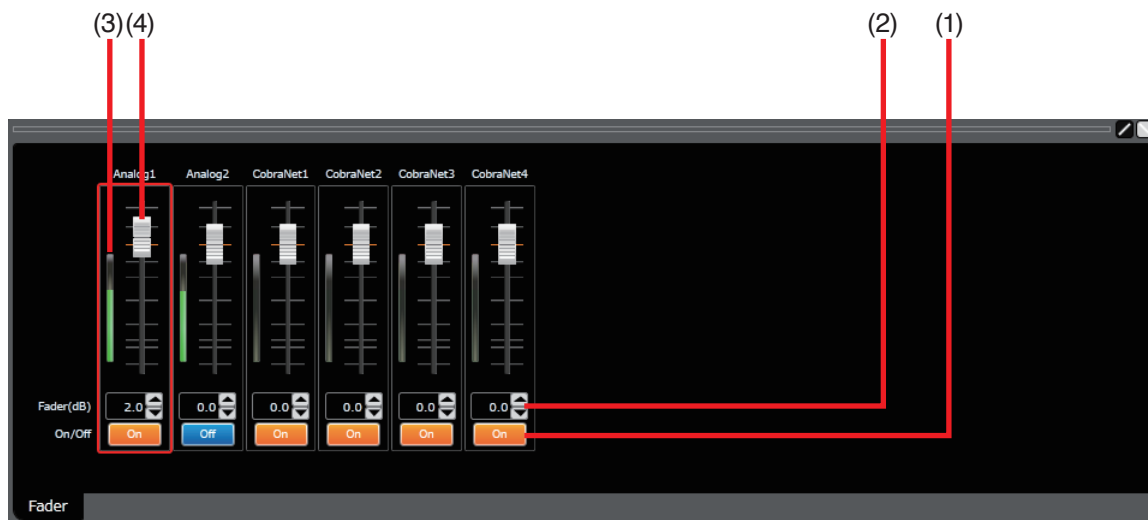 (3) (4) (2) (1)
Analog1 Analog2 CobraNet1 CobraNet2 CobraNet3 CobraNet4
Fader(dB) 2.0 0.0 0.0 0.0 0.0 0.0
On/Off On Off On On On On
Fader